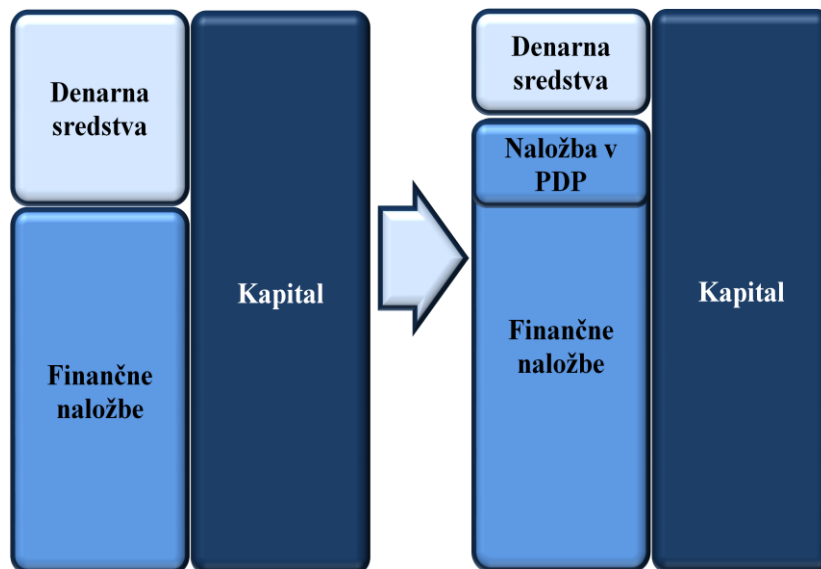 Denarna
sredstva
Finančne
naložbe
Kapital
Denarna
sredstva
Naložba v
PDP
Finančne
naložbe
Kapital